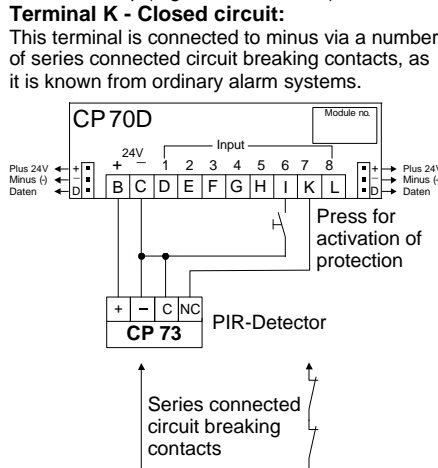 Terminal K - Closed circuit:
This terminal is connected to minus via a number
of series connected circuit breaking contacts, as
it is known from ordinary alarm systems.
CP 70D
Module no.
24V
Input
+ − 1 2 3 4 5 6 7 8
B C D E F G H I K L
Plus 24V
Minus (-)
Daten
+
−
D
+
−
D
Plus 24V
Minus (-)
Daten
Press for
activation of
protection
+ − C NC
CP 73
PIR-Detector
Series connected
circuit breaking
contacts